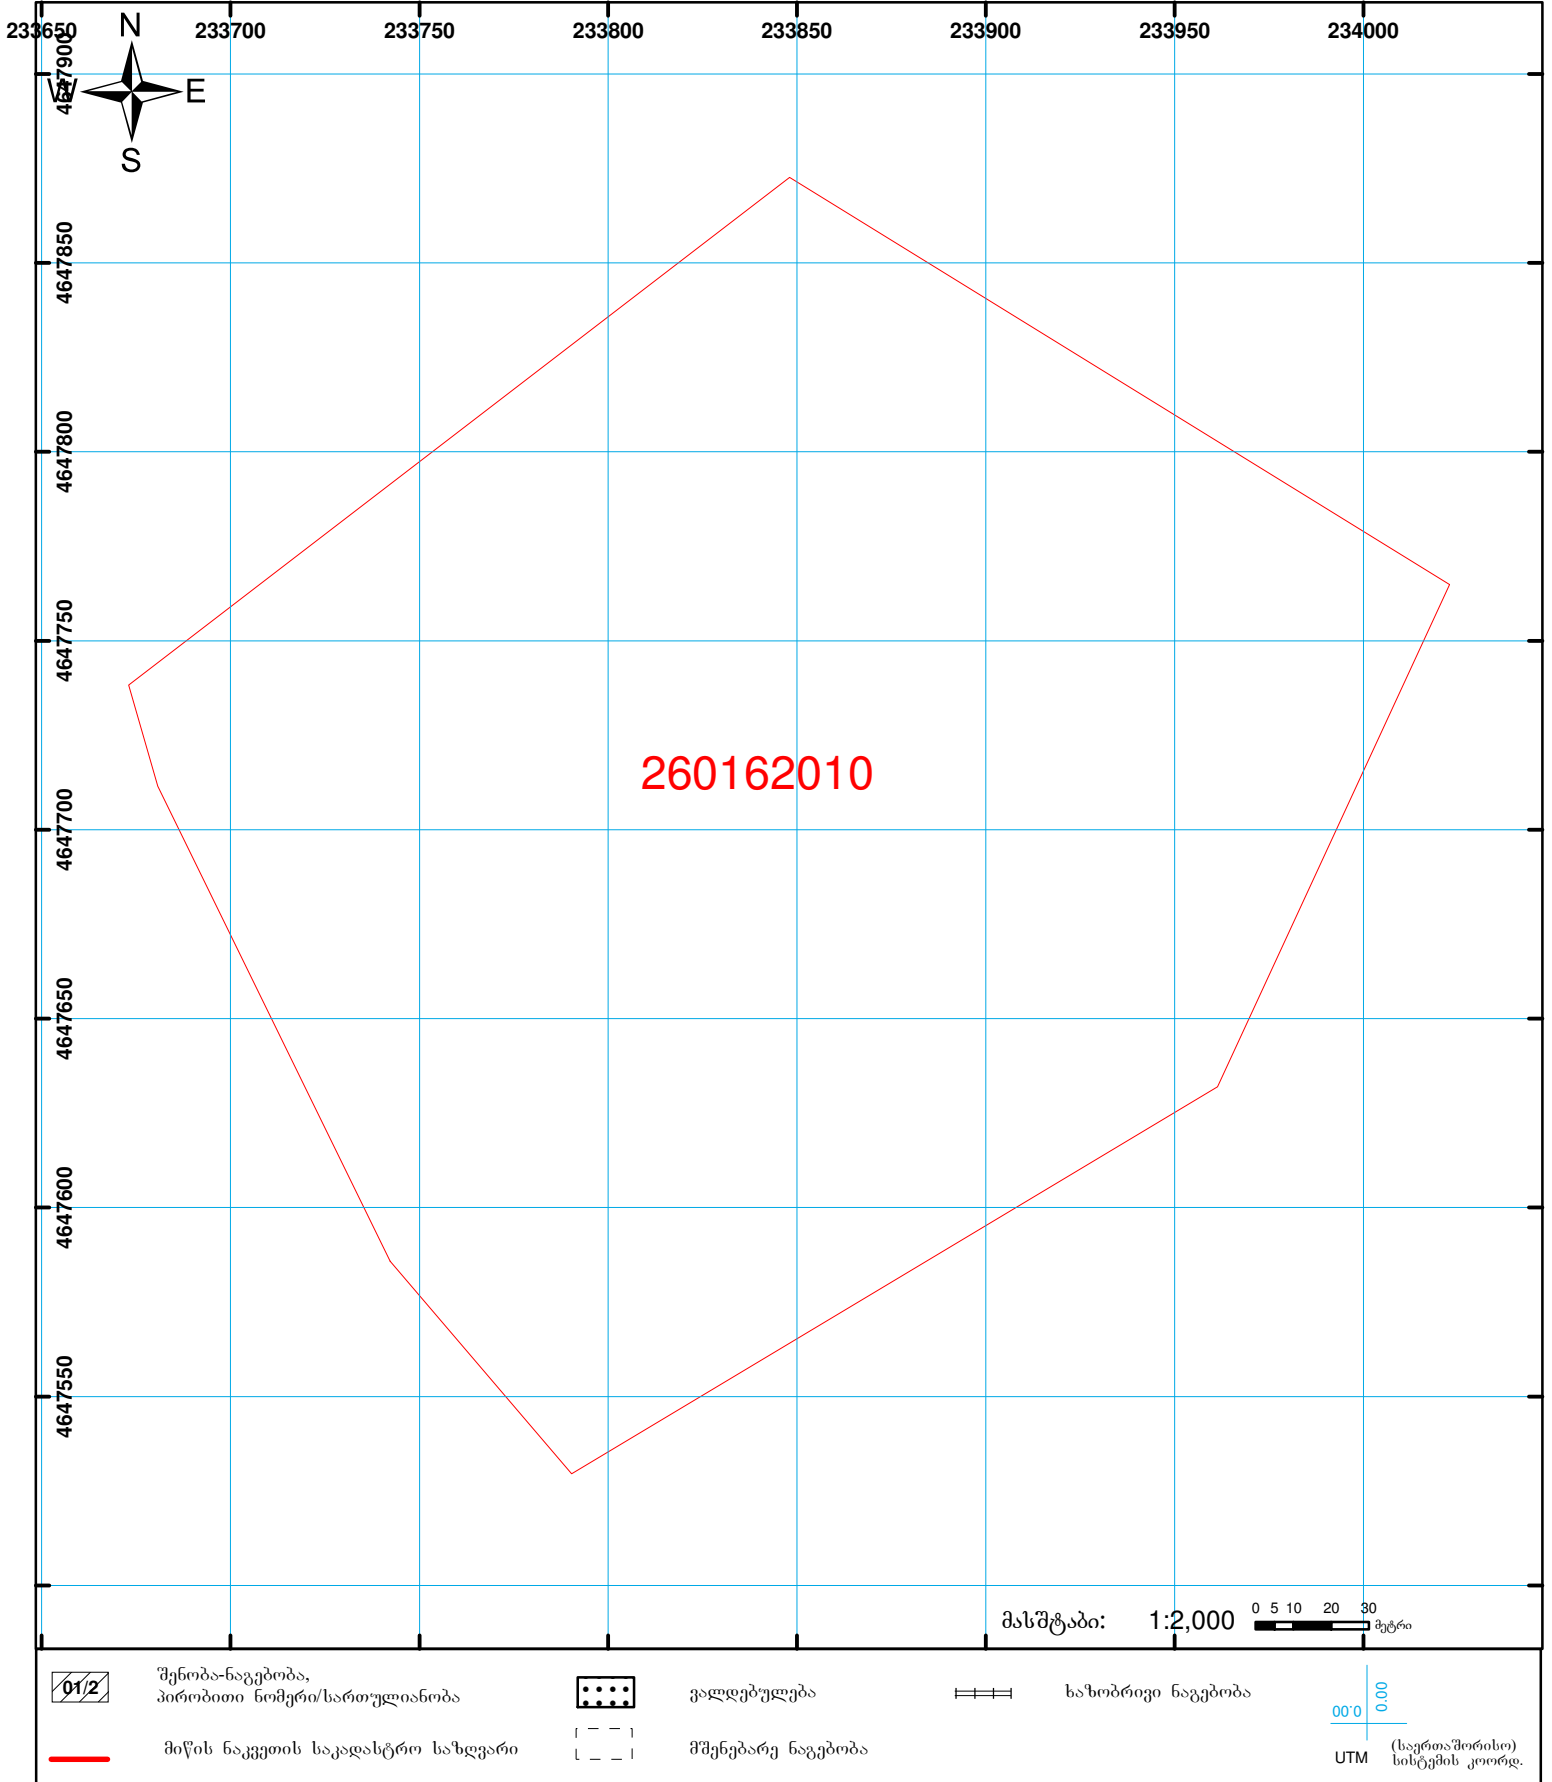 233650 233700 233750 233800 233850 233900 233950 234000
N
W E
S
4647900
4647850
4647800
4647750
4647700
4647650
4647600
4647550
260162010
მასშტაბი: 1:2,000 0 5 10 20 30 მეტრი
01/2 შენობა-ნაგებობა,
პირობითი ნომერი/სართულიანობა
ვალდებულება
ხაზობრივი ნაგებობა
მიწის ნაკვეთის საკადასტრო საზღვარი
მშენებარე ნაგებობა
00.0 00.0
UTM (საერთაშორისო)
სისტემის კოორდ.